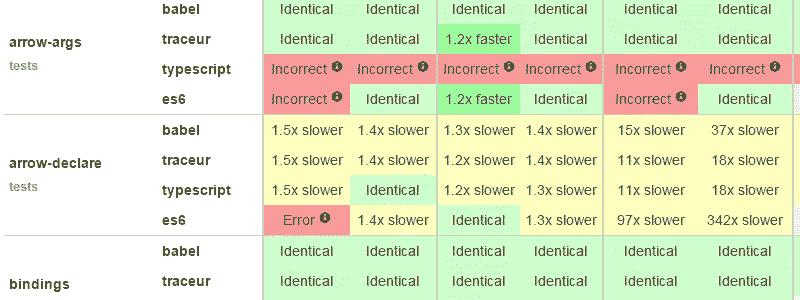 babel Identical Identical Identical Identical Identical Identical
arrow-args
traceur Identical Identical 1.2x faster Identical Identical Identical
tests
typescript Incorrect Incorrect Incorrect Incorrect Incorrect Incorrect
es6 Incorrect Identical 1.2x faster Identical Incorrect Identical
babel 1.5x slower 1.4x slower 1.3x slower 1.4x slower 15x slower 37x slower
arrow-declare
traceur 1.5x slower 1.4x slower 1.2x slower 1.4x slower 11x slower 18x slower
tests
typescript 1.5x slower Identical 1.2x slower 1.3x slower 11x slower 18x slower
es6 Error 1.4x slower Identical 1.3x slower 97x slower 342x slower
babel Identical Identical Identical Identical Identical Identical
bindings
traceur Identical Identical Identical Identical Identical Identical